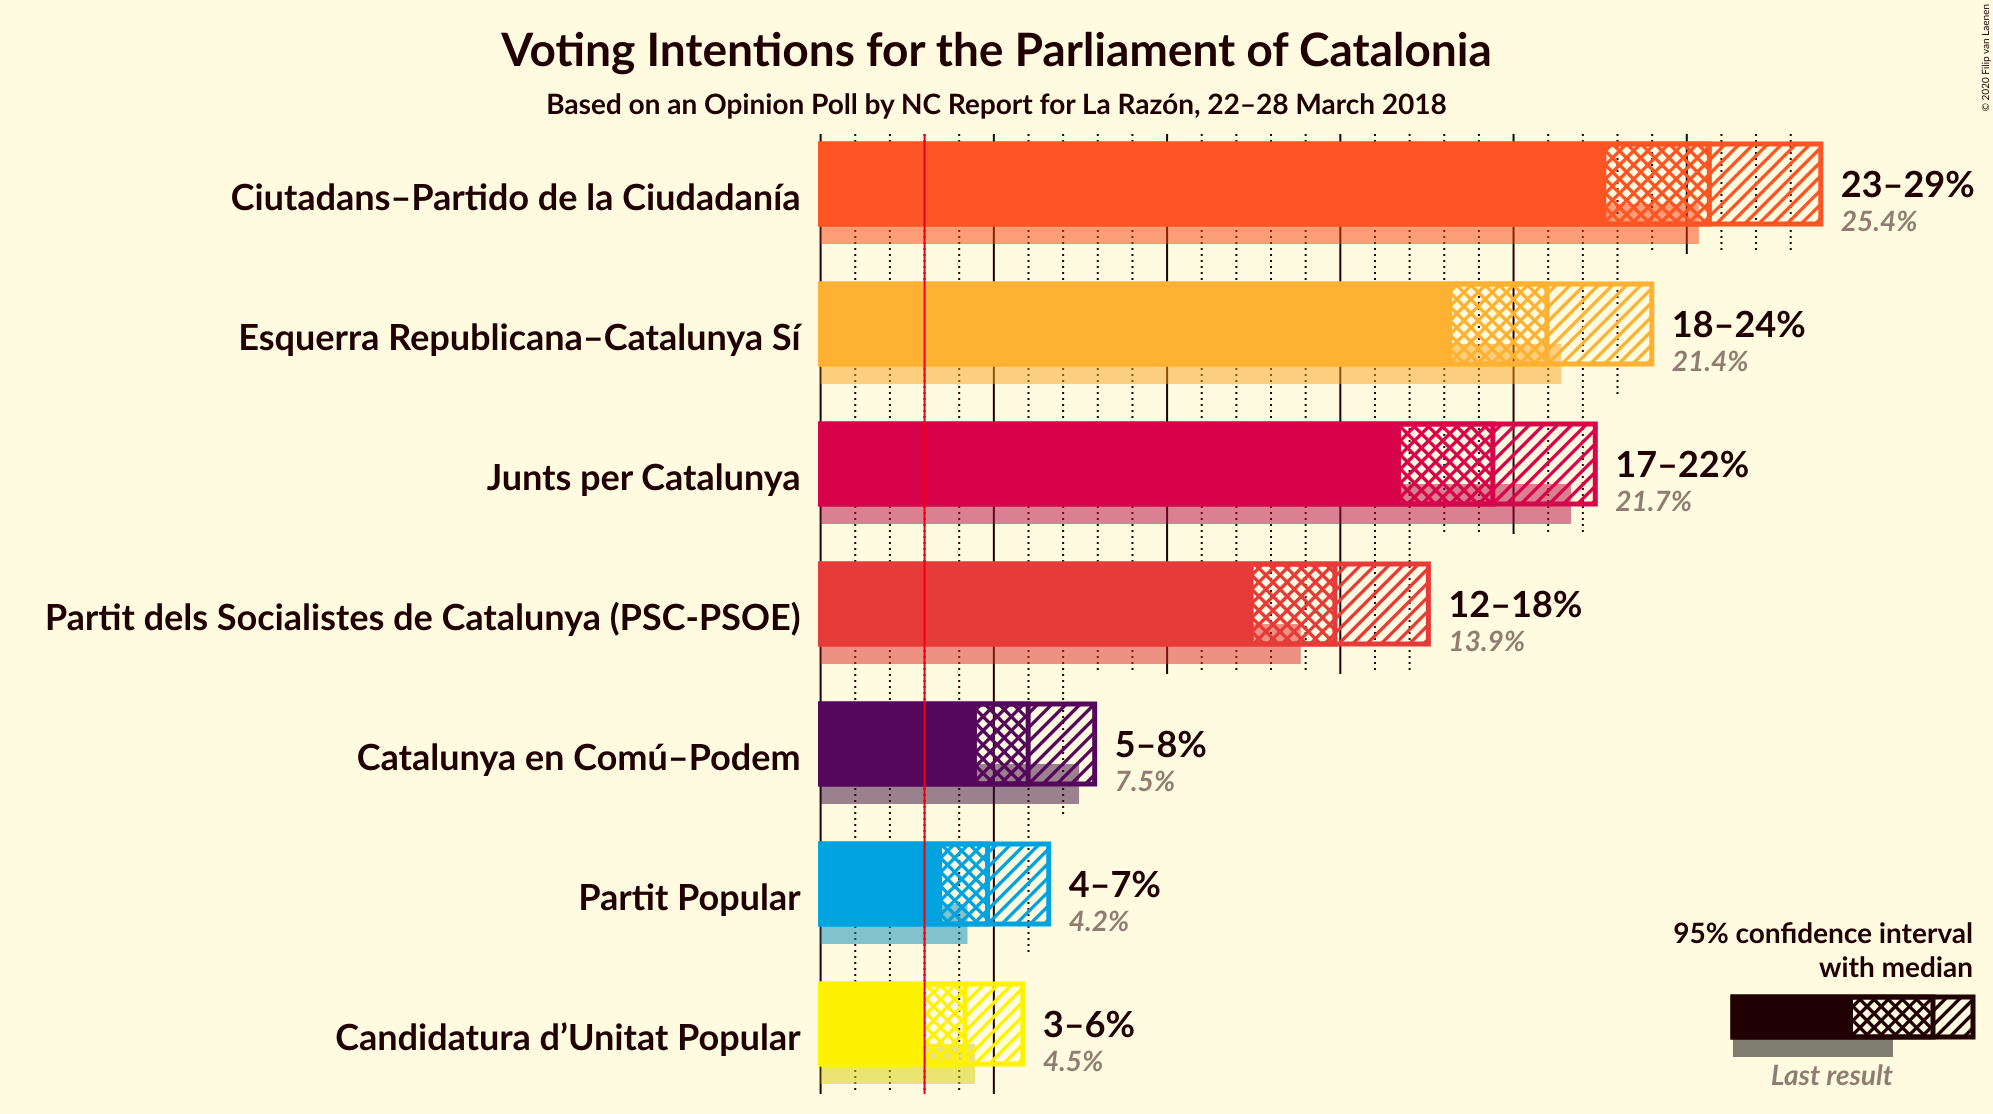 Voting Intentions for the Parliament of Catalonia
Based on an Opinion Poll by NC Report for La Razón, 22–28 March 2018
© 2020 Filip van Laenen
Ciutadans–Partido de la Ciudadanía
23–29%
25.4%
Esquerra Republicana–Catalunya Sí
18–24%
21.4%
Junts per Catalunya
17–22%
21.7%
Partit dels Socialistes de Catalunya (PSC-PSOE)
12–18%
13.9%
Catalunya en Comú–Podem
5–8%
7.5%
Partit Popular
4–7%
4.2%
Candidatura d’Unitat Popular
3–6%
4.5%
95% confidence interval
with median
Last result